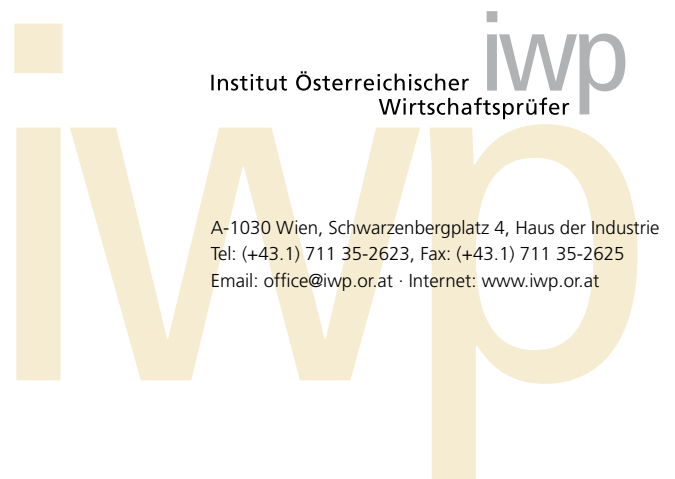 iwp
Institut Österreichischer
Wirtschaftsprüfer
iwp
A-1030 Wien, Schwarzenbergplatz 4, Haus der Industrie
Tel: (+43.1) 711 35-2623, Fax: (+43.1) 711 35-2625
Email: office@iwp.or.at · Internet: www.iwp.or.at